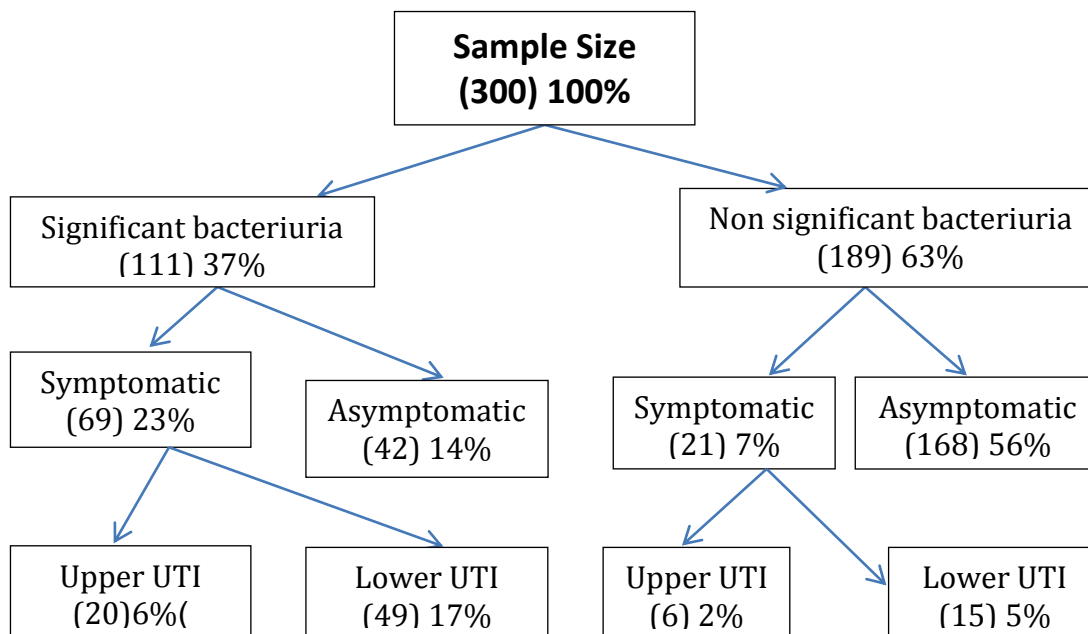 Sample Size
(300) 100%
Significant bacteriuria
(111) 37%
Non significant bacteriuria
(189) 63%
Symptomatic
(69) 23%
Asymptomatic
(42) 14%
Symptomatic
(21) 7%
Asymptomatic
(168) 56%
Upper UTI
(20)6%(
Lower UTI
(49) 17%
Upper UTI
(6) 2%
Lower UTI
(15) 5%